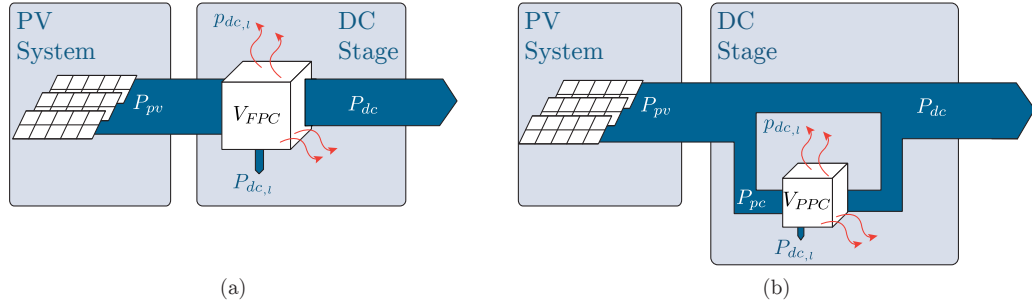 PV
System
DC
Stage
p_{dc,l}
P_{pv}
V_{FPC}
P_{dc}
P_{dc,l}
(a)
PV
System
DC
Stage
P_{pv}
P_{dc}
p_{dc,l}
P_{pc}
V_{PPC}
P_{dc,l}
(b)